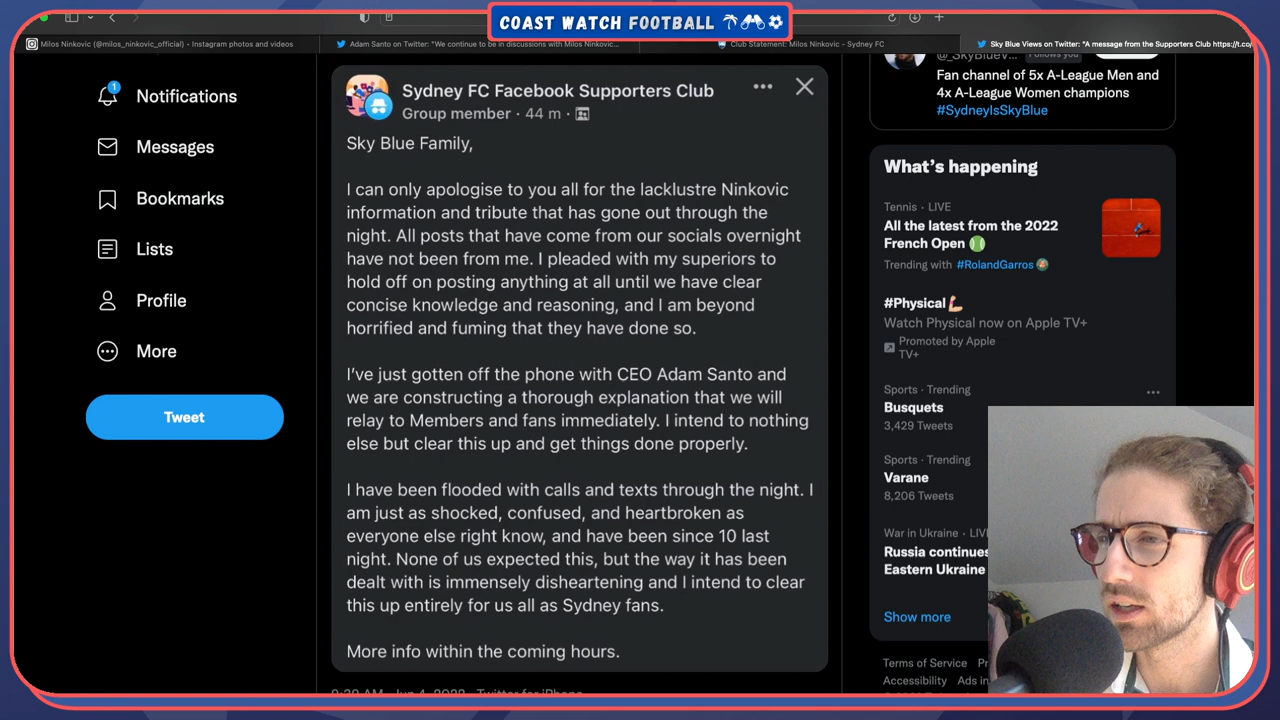 COAST WATCH FOOTBALL
Milos Ninkovic (@milos_ninkovic_official) • Instagram photos and videos
Adam Santo on Twitter: "We continue to be in discussions with Milos Ninkovic...
Club Statement: Milos Ninkovic - Sydney FC
Sky Blue Views on Twitter: "A message from the Supporters Club https://t.co/
1
Notifications
Messages
Bookmarks
Lists
Profile
More
Tweet
Sydney FC Facebook Supporters Club
Group member · 44 m ·
Sky Blue Family,
I can only apologise to you all for the lacklustre Ninkovic
information and tribute that has gone out through the
night. All posts that have come from our socials overnight
have not been from me. I pleaded with my superiors to
hold off on posting anything at all until we have clear
concise knowledge and reasoning, and I am beyond
horrified and fuming that they have done so.
I've just gotten off the phone with CEO Adam Santo and
we are constructing a thorough explanation that we will
relay to Members and fans immediately. I intend to nothing
else but clear this up and get things done properly.
I have been flooded with calls and texts through the night. I
am just as shocked, confused, and heartbroken as
everyone else right know, and have been since 10 last
night. None of us expected this, but the way it has been
dealt with is immensely disheartening and I intend to clear
this up entirely for us all as Sydney fans.
More info within the coming hours.
9:39 AM · Jun 4, 2022 · Twitter for iPhone
Fan channel of 5x A-League Men and
4x A-League Women champions
#SydneyIsSkyBlue
What's happening
Tennis · LIVE
All the latest from the 2022
French Open
Trending with #RolandGarros
#Physical
Watch Physical now on Apple TV+
Promoted by Apple
TV+
Sports · Trending
Busquets
3,429 Tweets
Sports · Trending
Varane
8,206 Tweets
War in Ukraine · LIV
Russia continues
Eastern Ukraine
Show more
Terms of Service
Accessibility Ads in